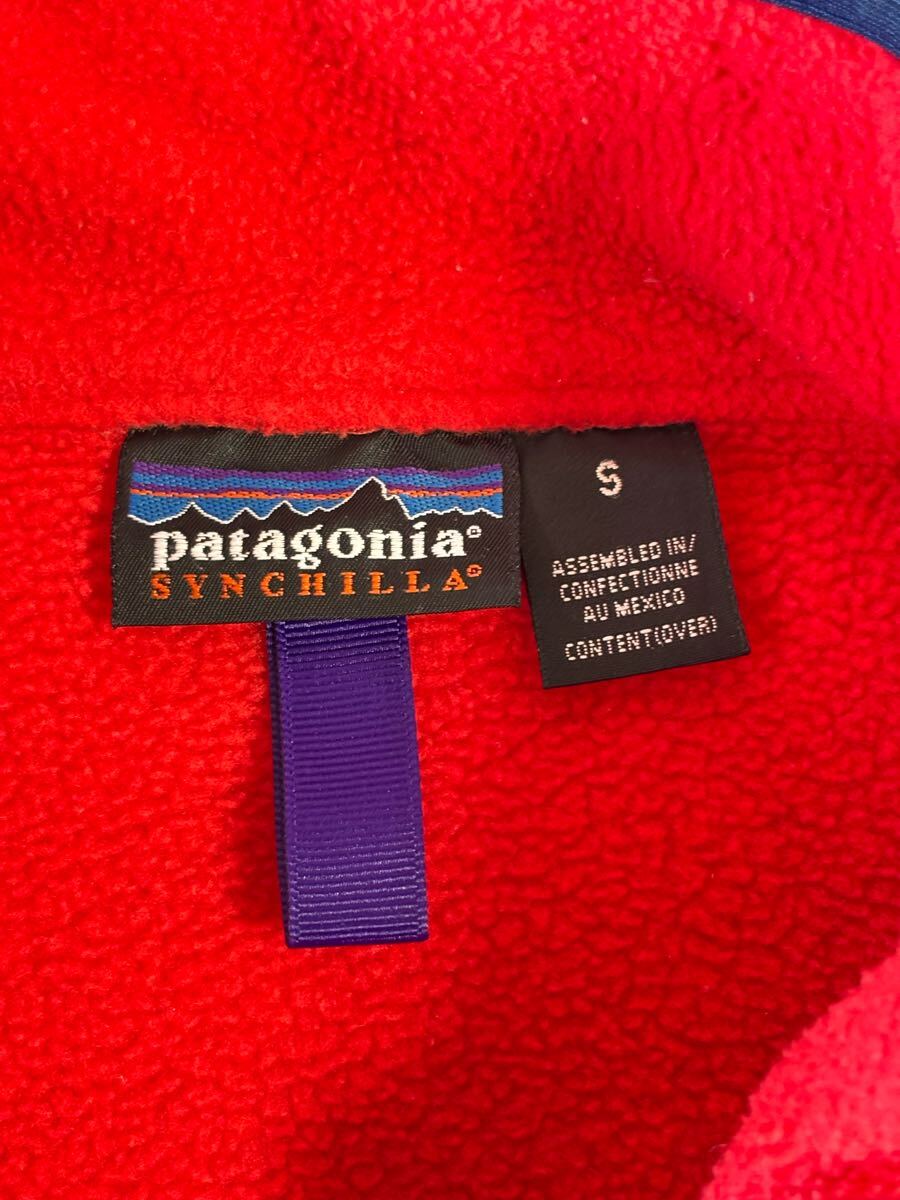 patagonia®
SYNCHILLA®
S
ASSEMBLED IN/
CONFECTIONNE
AU MEXICO
CONTENT(OVER)